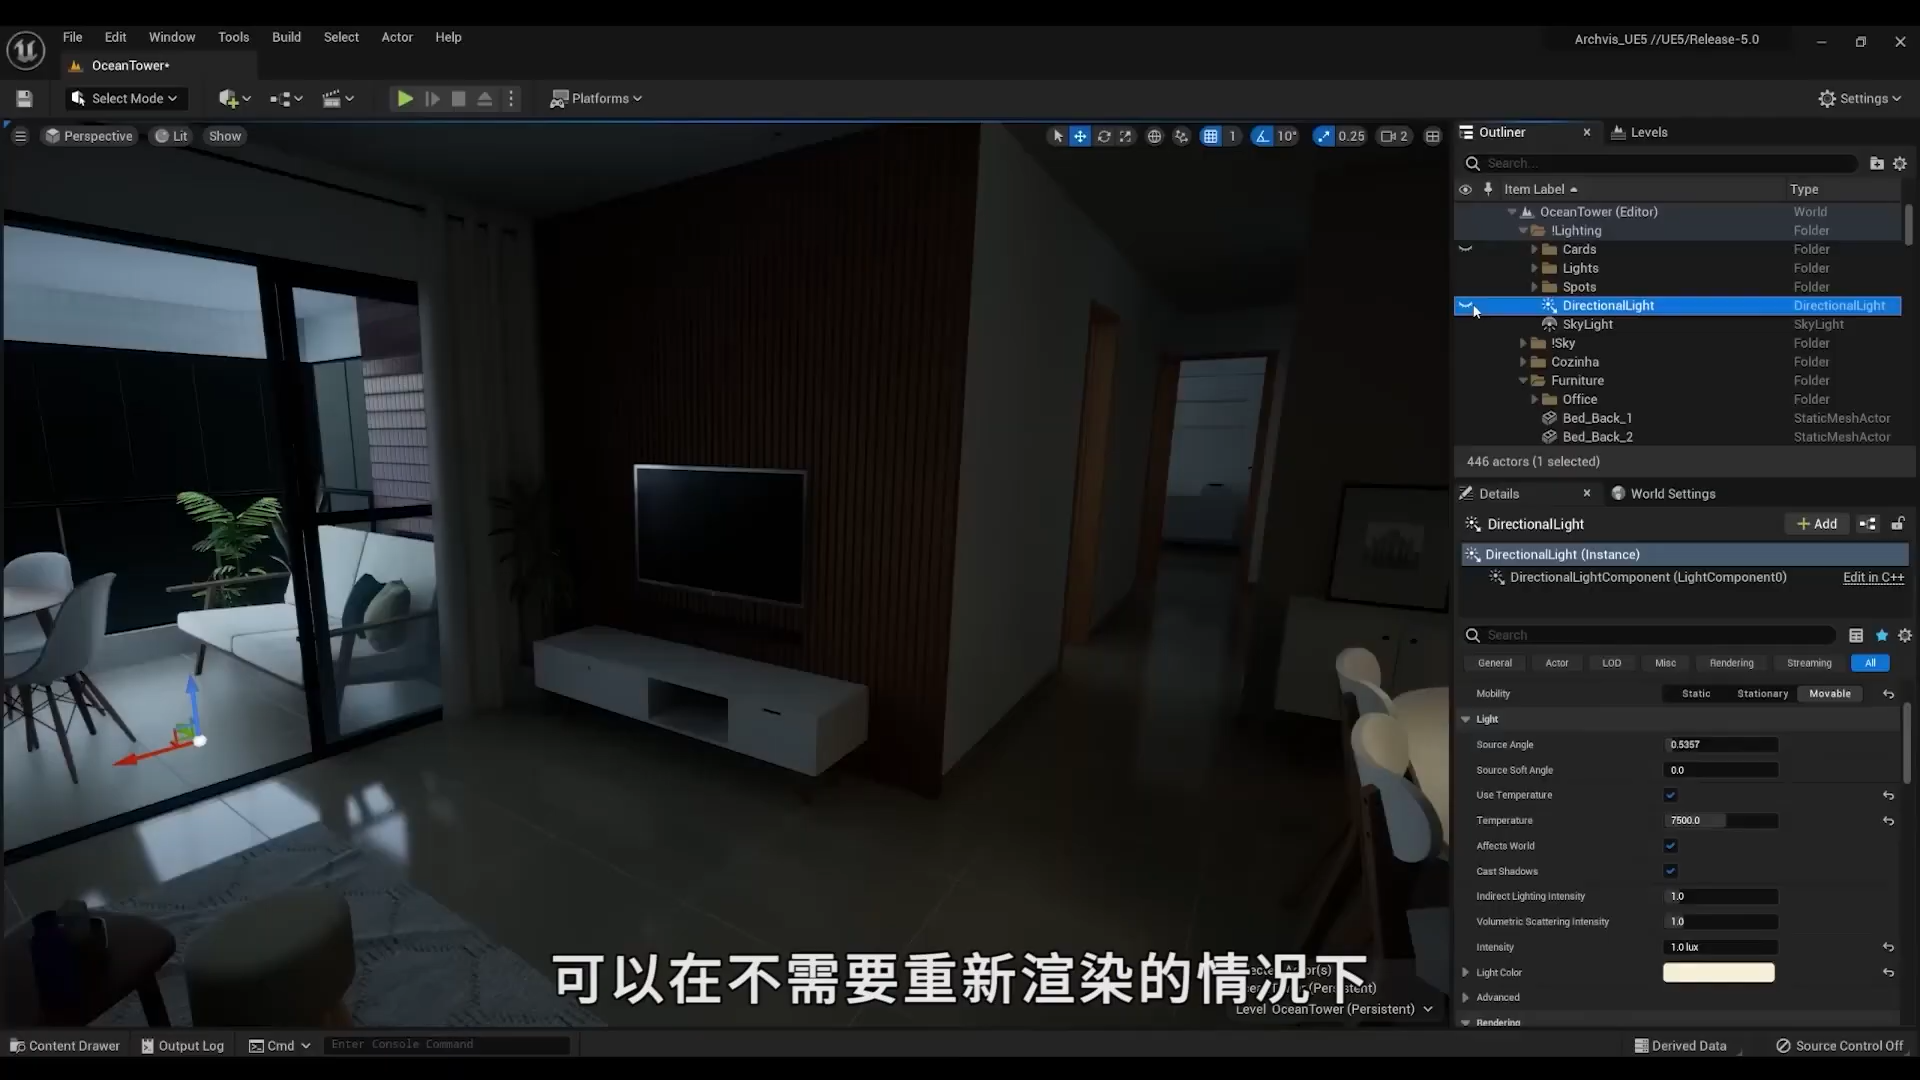 File Edit Window Tools Build Select Actor Help
Archvis_UE5 //UE5/Release-5.0
OceanTower•
Select Mode
Platforms
Settings
Perspective Lit Show
1 10° 0.25 2
Outliner Levels
Search...
Item Label Type
OceanTower (Editor) World
!Lighting Folder
Cards Folder
Lights Folder
Spots Folder
DirectionalLight DirectionalLight
SkyLight SkyLight
!Sky Folder
Cozinha Folder
Furniture Folder
Office Folder
Bed_Back_1 StaticMeshActor
Bed_Back_2 StaticMeshActor
446 actors (1 selected)
Details World Settings
DirectionalLight
+ Add
DirectionalLight (Instance)
DirectionalLightComponent (LightComponent0) Edit in C++
Search
General Actor LOD Misc Rendering Streaming All
Mobility Static Stationary Movable
Light
Source Angle 0.5357
Source Soft Angle 0.0
Use Temperature
Temperature 7500.0
Affects World
Cast Shadows
Indirect Lighting Intensity 1.0
Volumetric Scattering Intensity 1.0
Intensity 1.0 lux
Light Color
Advanced
Rendering
可以在不需要重新渲染的情况下
Level OceanTower (Persistent)
Content Drawer Output Log Cmd Enter Console Command
Derived Data Source Control Off